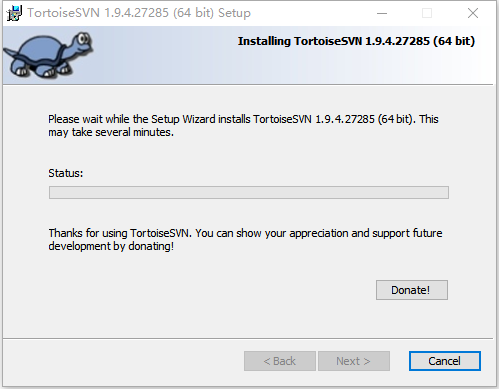 TortoiseSVN 1.9.4.27285 (64 bit) Setup
Installing TortoiseSVN 1.9.4.27285 (64 bit)
Please wait while the Setup Wizard installs TortoiseSVN 1.9.4.27285 (64 bit). This
may take several minutes.
Status:
Thanks for using TortoiseSVN. You can show your appreciation and support future
development by donating!
Donate!
< Back Next > Cancel